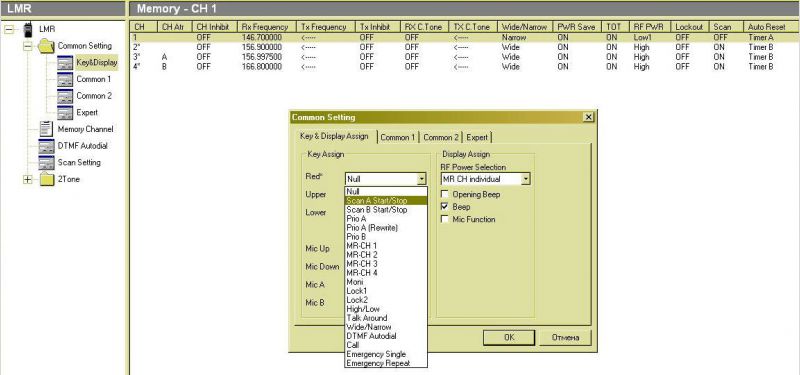 LMR
Memory - CH 1
LMR
Common Setting
Key&Display
Common 1
Common 2
Expert
Memory Channel
DTMF Autodial
Scan Setting
2Tone
CH CH Atr CH Inhibit Rx Frequency Tx Frequency Tx Inhibit RX C.Tone TX C.Tone Wide/Narrow PWR Save TOT RF PWR Lockout Scan Auto Reset
1 OFF 146.700000 <----- OFF OFF <----- Narrow ON ON Low1 OFF OFF Timer A
2* OFF 156.900000 <----- OFF OFF <----- Wide ON ON High OFF ON Timer B
3* A OFF 156.997500 <----- OFF OFF <----- Wide ON ON High OFF ON Timer B
4* B OFF 166.800000 <----- OFF OFF <----- Wide ON ON High OFF ON Timer B
Common Setting
Key & Display Assign Common 1 Common 2 Expert
Key Assign
Red* Null
Upper
Lower
Mic Up
Mic Down
Mic A
Mic B
Null
Scan A Start/Stop
Scan B Start/Stop
Prio A
Prio A (Rewrite)
Prio B
MR-CH 1
MR-CH 2
MR-CH 3
MR-CH 4
Moni
Lock1
Lock2
High/Low
Talk Around
Wide/Narrow
DTMF Autodial
Call
Emergency Single
Emergency Repeat
Display Assign
RF Power Selection
MR CH individual
Opening Beep
Beep
Mic Function
OK Отмена